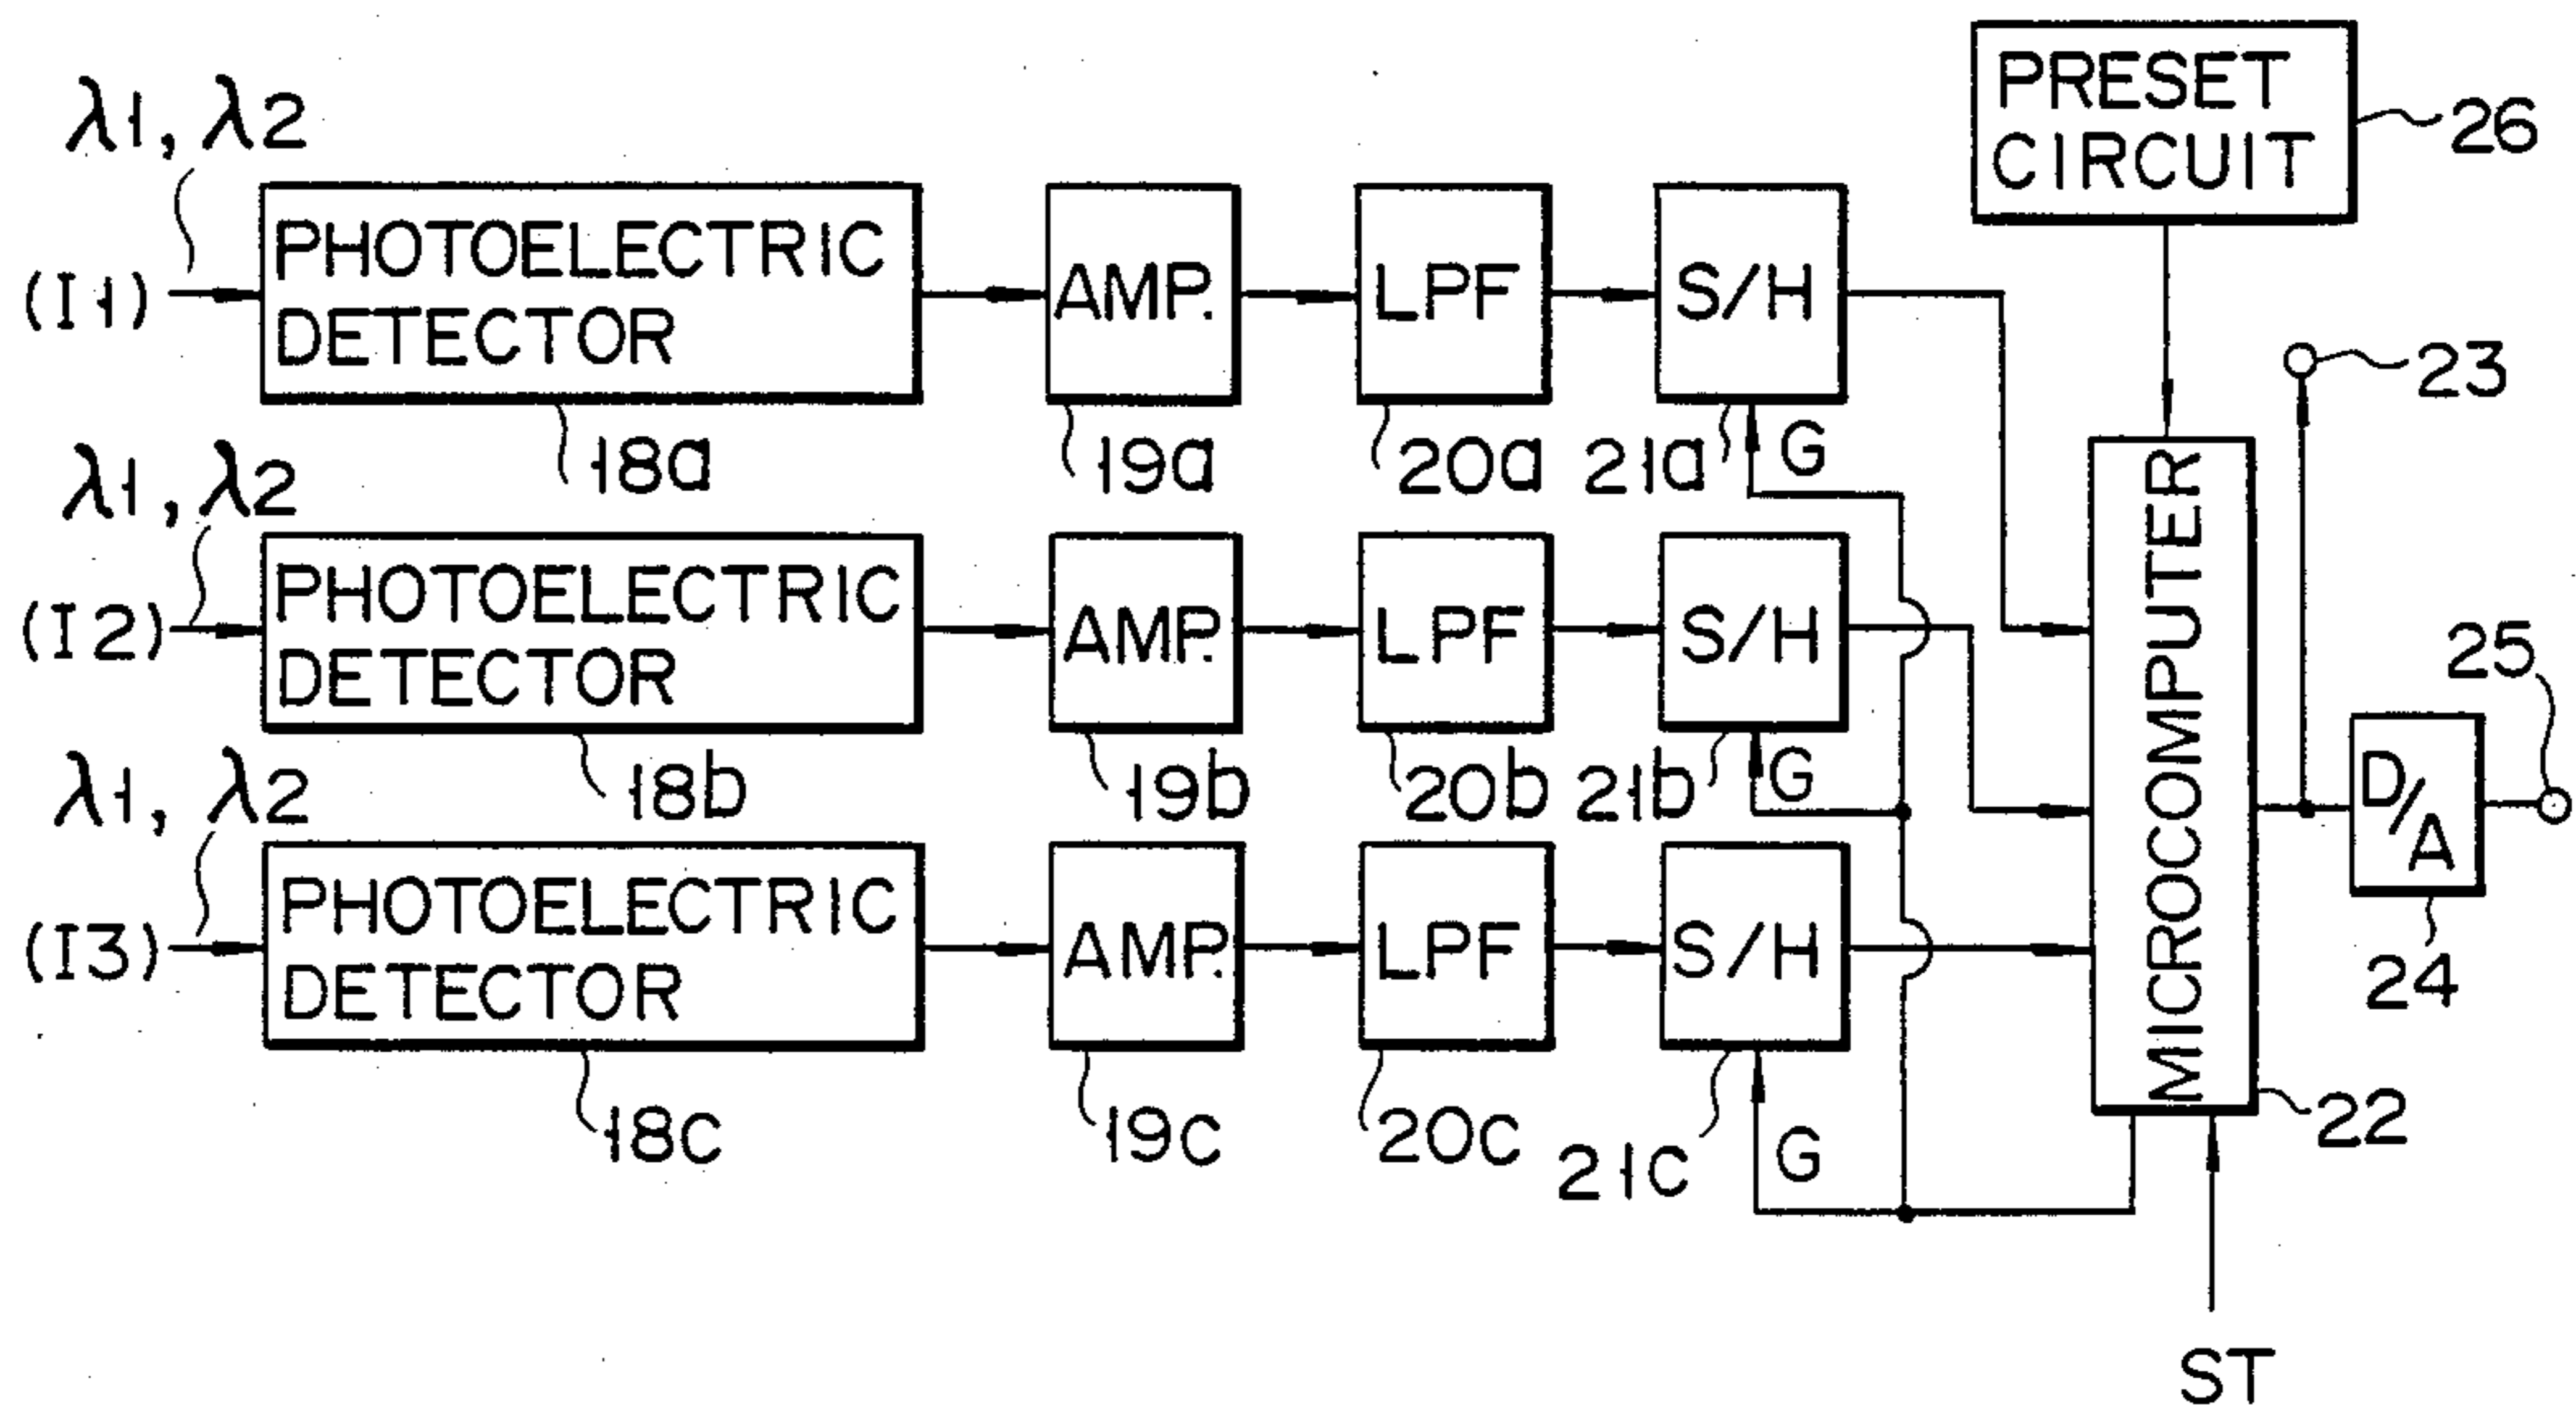 PRESET
CIRCUIT
26
λ1, λ2
(I1)
PHOTOELECTRIC
DETECTOR
AMP.
LPF
S/H
18a
19a
20a
21a
G
23
λ1, λ2
(I2)
PHOTOELECTRIC
DETECTOR
AMP.
LPF
S/H
18b
19b
20b
21b
G
MICROCOMPUTER
25
D/A
24
λ1, λ2
(I3)
PHOTOELECTRIC
DETECTOR
AMP.
LPF
S/H
18c
19c
20c
21c
G
22
ST